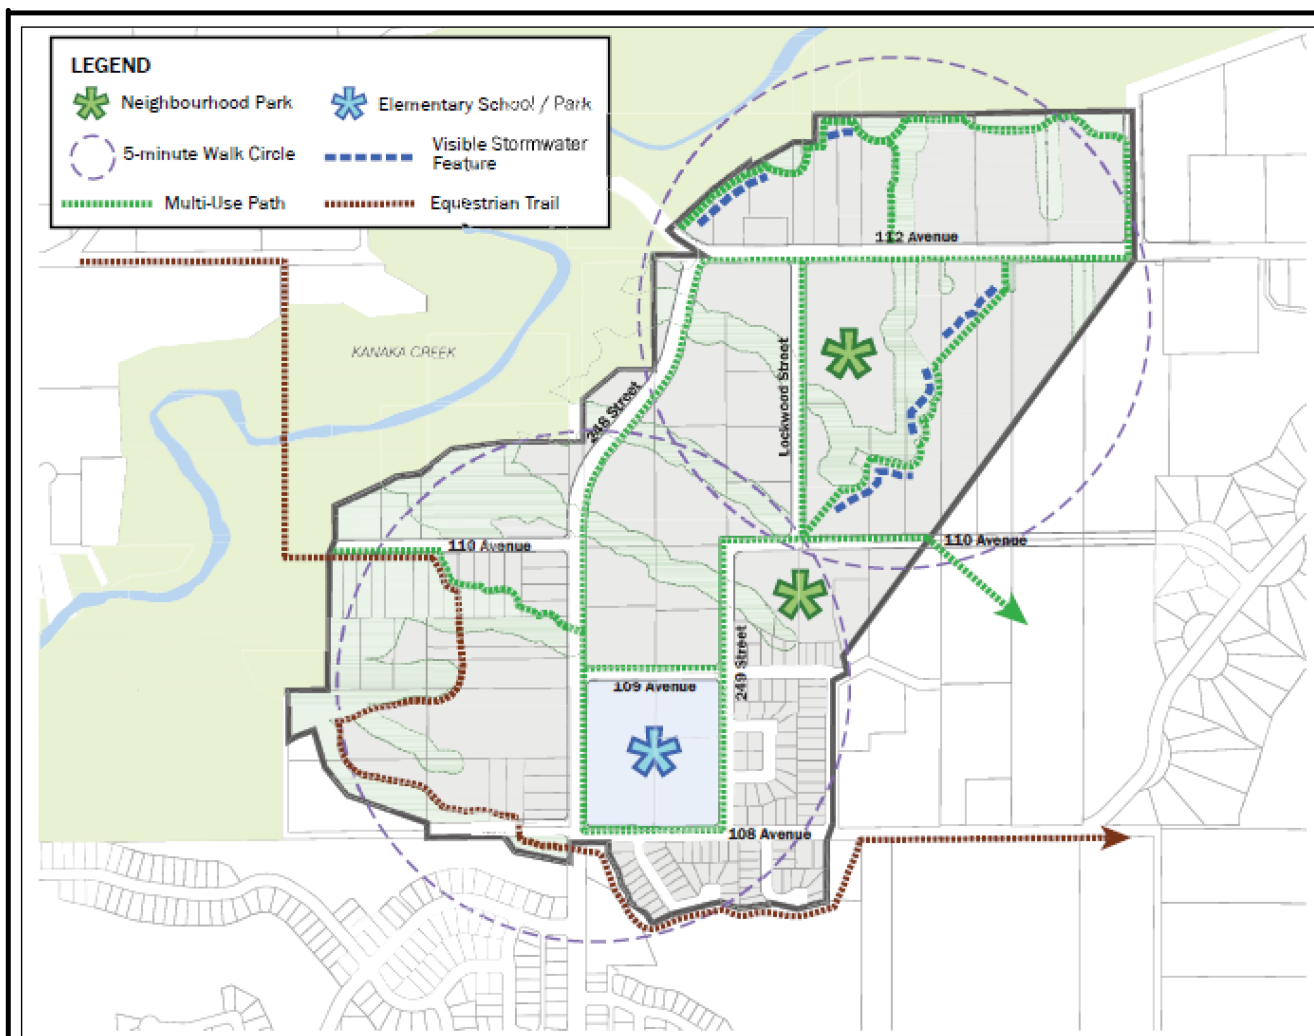 LEGEND
Neighbourhood Park
Elementary School / Park
5-minute Walk Circle
Visible Stormwater
Feature
Multi-Use Path
Equestrian Trail
112 Avenue
KANAKA CREEK
Lockwood Street
248 Street
110 Avenue
110 Avenue
249 Street
109 Avenue
108 Avenue